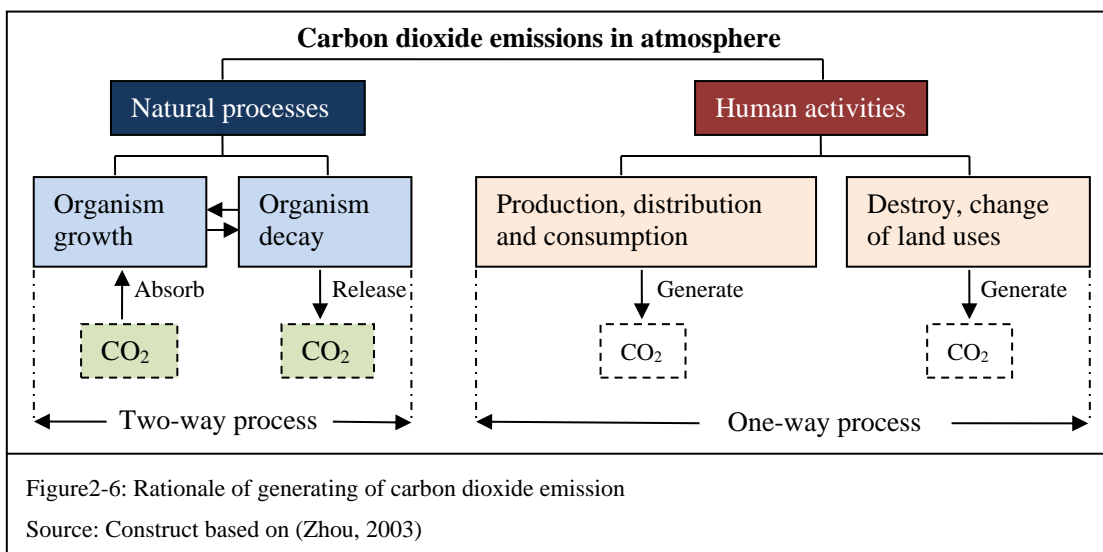 Carbon dioxide emissions in atmosphere
Natural processes
Human activities
Organism
growth
Organism
decay
Production, distribution
and consumption
Destroy, change
of land uses
Absorb
Release
Generate
Generate
CO₂
CO₂
CO₂
CO₂
Two-way process
One-way process
Figure2-6: Rationale of generating of carbon dioxide emission
Source: Construct based on (Zhou, 2003)